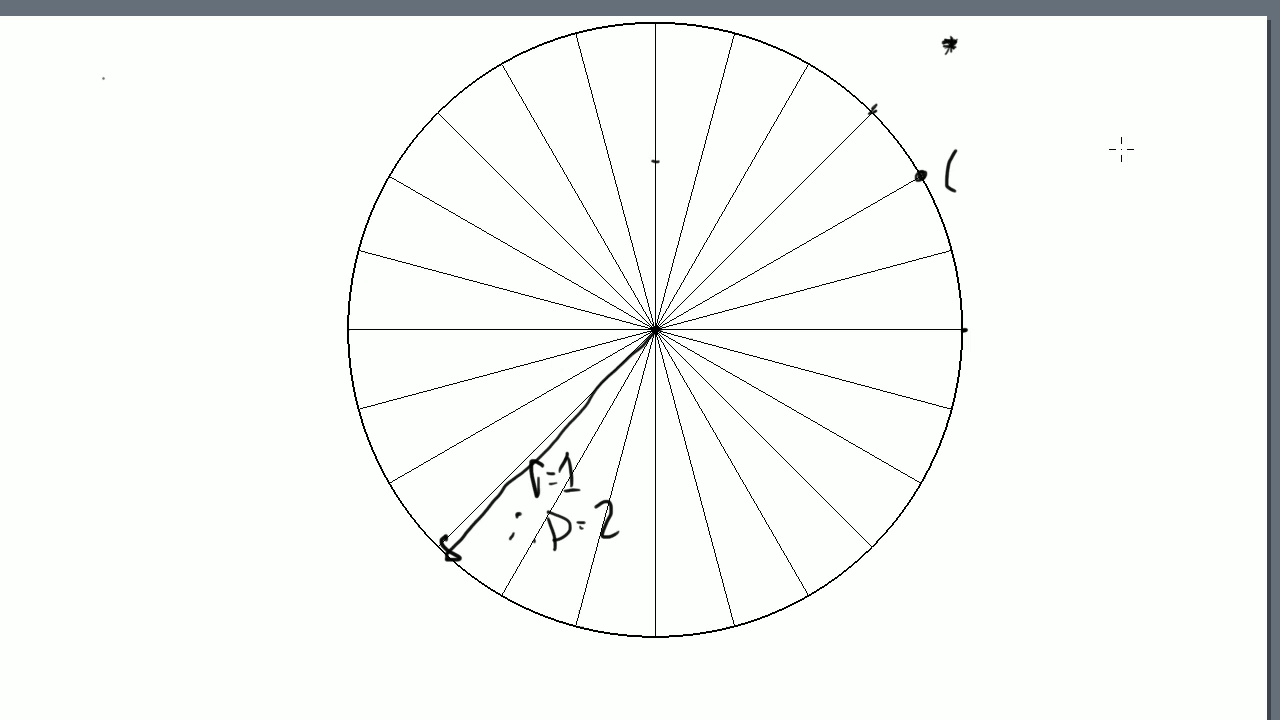 *
(
r=1
∴ D=2